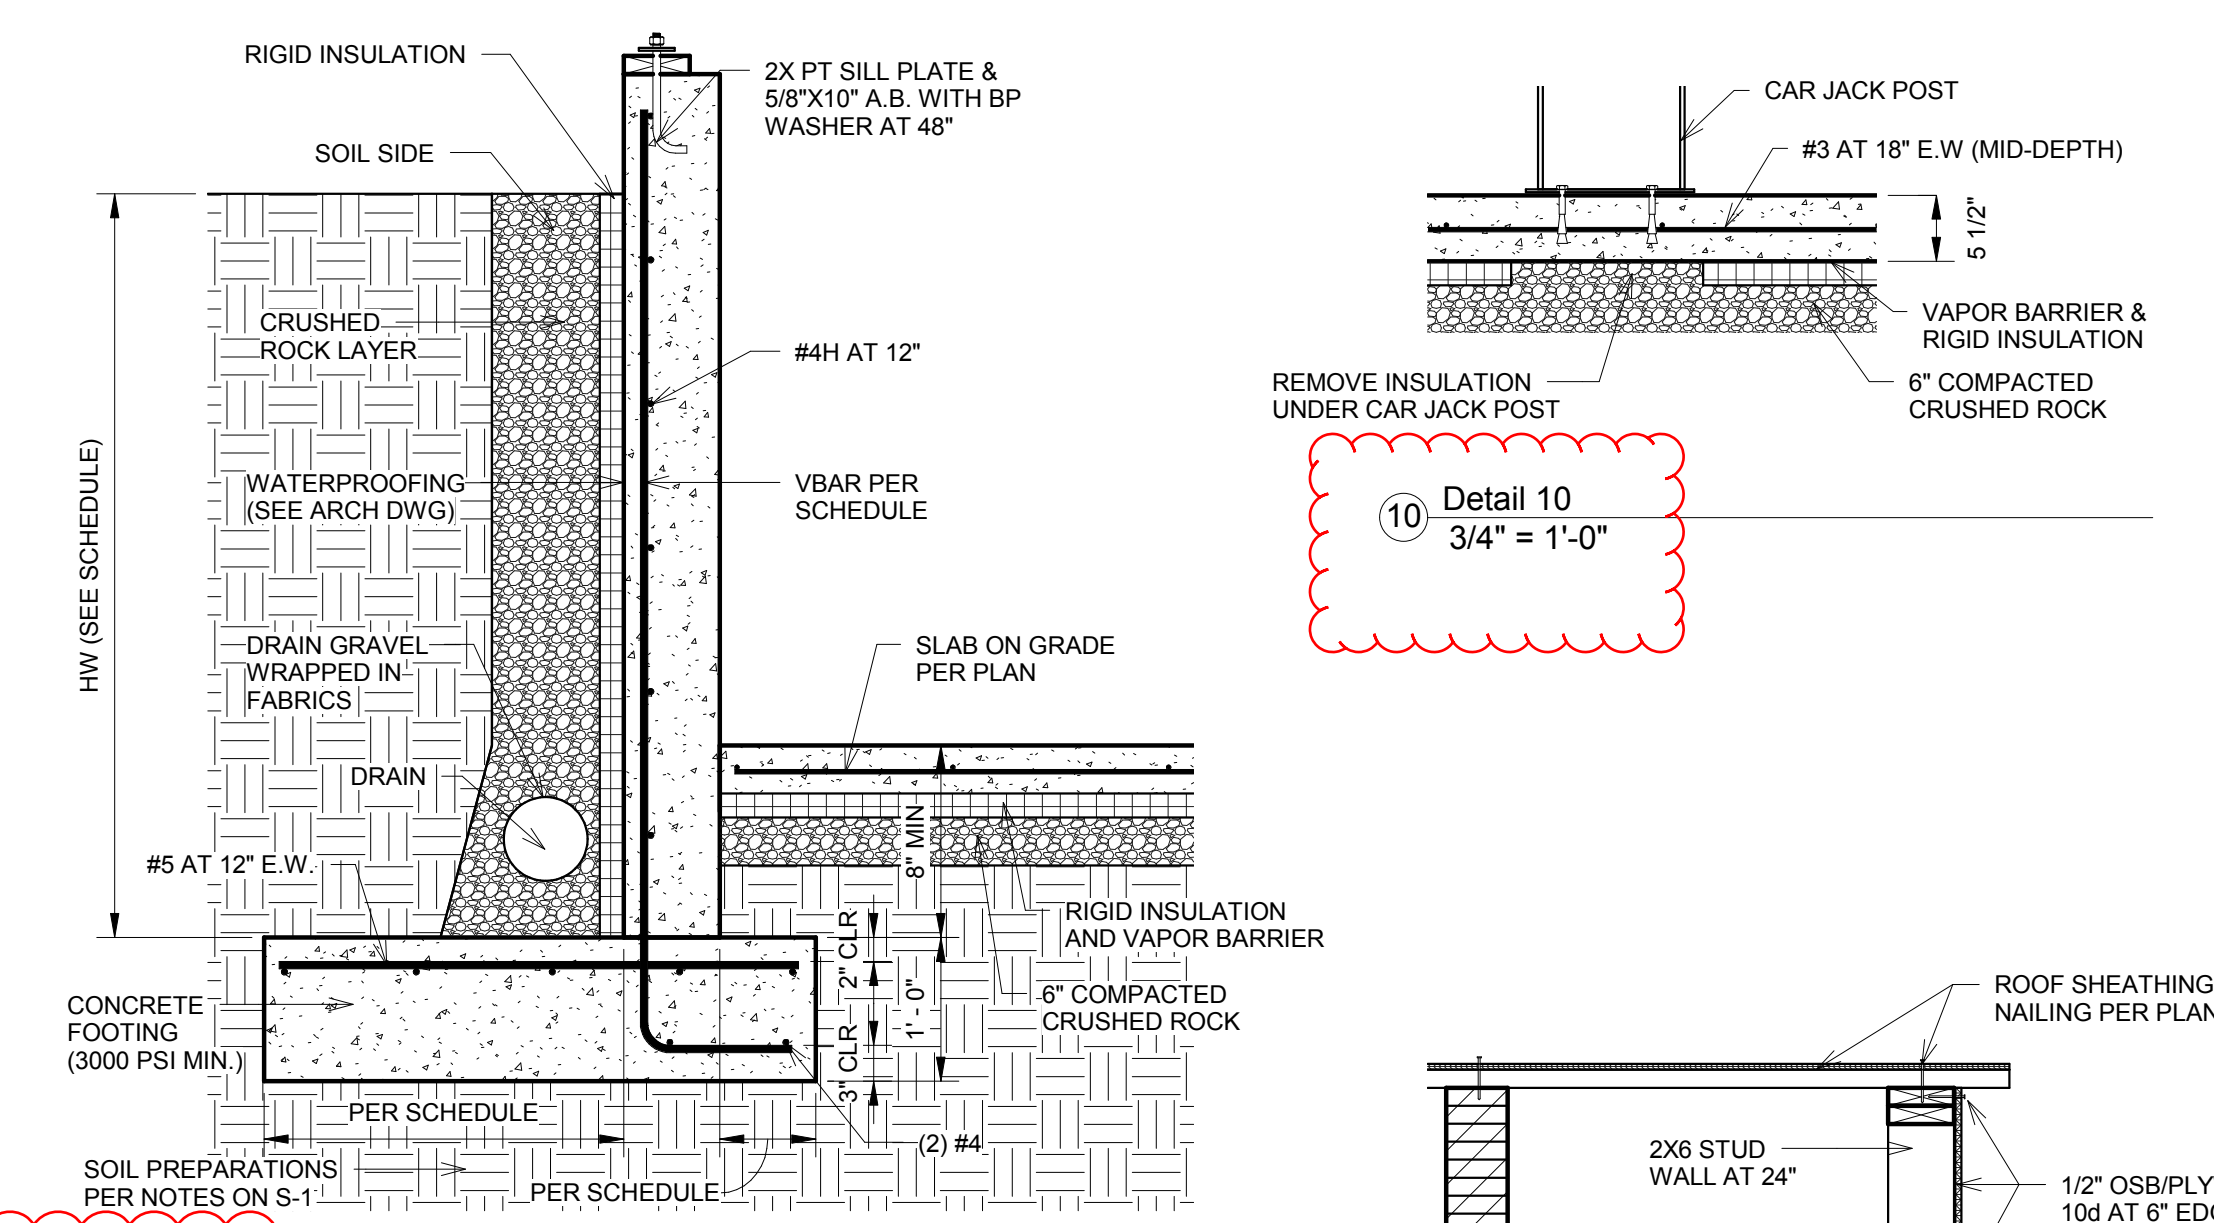 RIGID INSULATION
2X PT SILL PLATE &
5/8"X10" A.B. WITH BP
WASHER AT 48"
SOIL SIDE
CRUSHED
ROCK LAYER
#4H AT 12"
HW (SEE SCHEDULE)
WATERPROOFING
(SEE ARCH DWG)
VBAR PER
SCHEDULE
DRAIN GRAVEL
WRAPPED IN
FABRICS
SLAB ON GRADE
PER PLAN
DRAIN
8" MIN
#5 AT 12" E.W.
RIGID INSULATION
AND VAPOR BARRIER
2" CLR
1' - 0"
3" CLR
6" COMPACTED
CRUSHED ROCK
CONCRETE
FOOTING
(3000 PSI MIN.)
PER SCHEDULE
(2) #4
SOIL PREPARATIONS
PER NOTES ON S-1
PER SCHEDULE
CAR JACK POST
#3 AT 18" E.W (MID-DEPTH)
5 1/2"
VAPOR BARRIER &
RIGID INSULATION
REMOVE INSULATION
UNDER CAR JACK POST
6" COMPACTED
CRUSHED ROCK
10 Detail 10
3/4" = 1'-0"
ROOF SHEATHING
NAILING PER PLAN
2X6 STUD
WALL AT 24"
1/2" OSB/PLY
10d AT 6" EDG